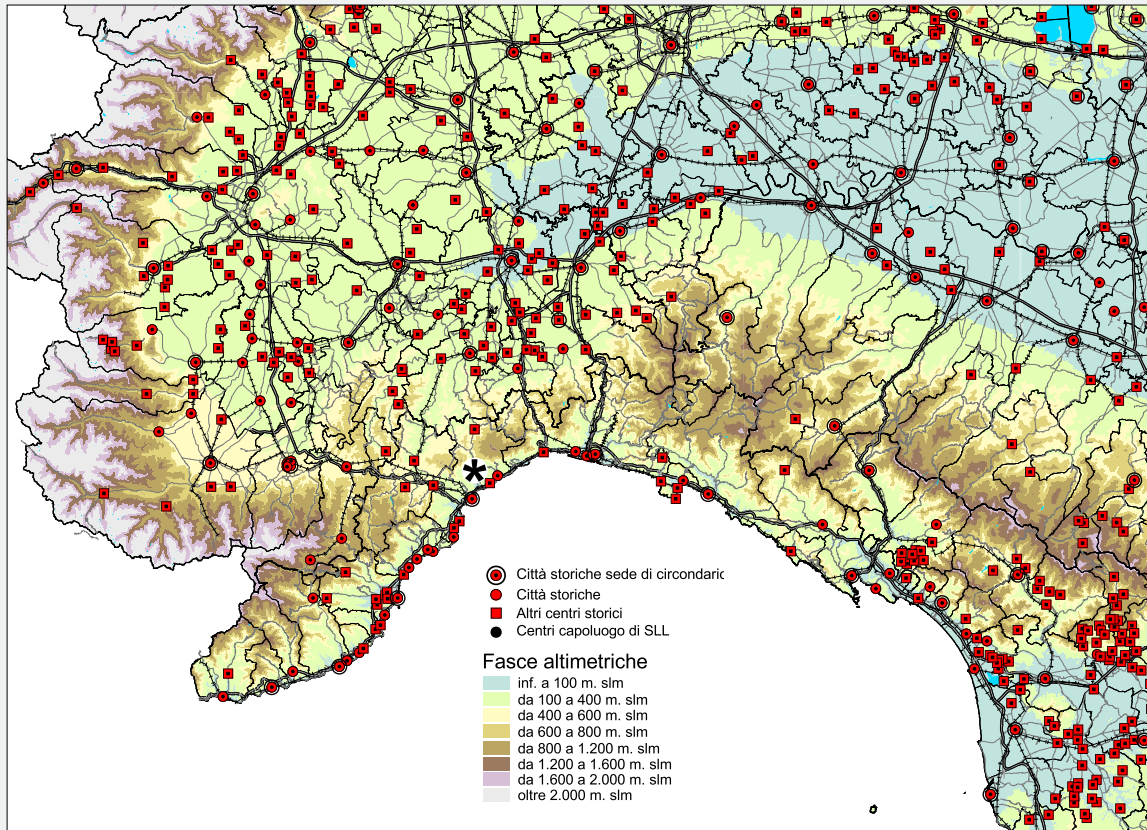 *
Città storiche sede di circondario
Città storiche
Altri centri storici
Centri capoluogo di SLL
Fasce altimetriche
inf. a 100 m. slm
da 100 a 400 m. slm
da 400 a 600 m. slm
da 600 a 800 m. slm
da 800 a 1.200 m. slm
da 1.200 a 1.600 m. slm
da 1.600 a 2.000 m. slm
oltre 2.000 m. slm